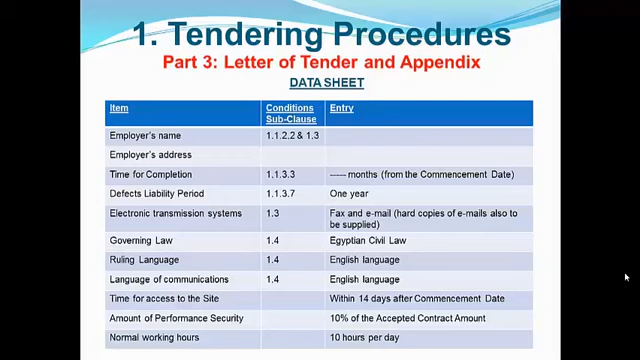 1. Tendering Procedures
Part 3: Letter of Tender and Appendix
DATA SHEET
Item Conditions Sub-Clause Entry
Employer's name 1.1.2.2 & 1.3
Employer's address
Time for Completion 1.1.3.3 ----- months (from the Commencement Date)
Defects Liability Period 1.1.3.7 One year
Electronic transmission systems 1.3 Fax and e-mail (hard copies of e-mails also to
be supplied)
Governing Law 1.4 Egyptian Civil Law
Ruling Language 1.4 English language
Language of communications 1.4 English language
Time for access to the Site Within 14 days after Commencement Date
Amount of Performance Security 10% of the Accepted Contract Amount
Normal working hours 10 hours per day